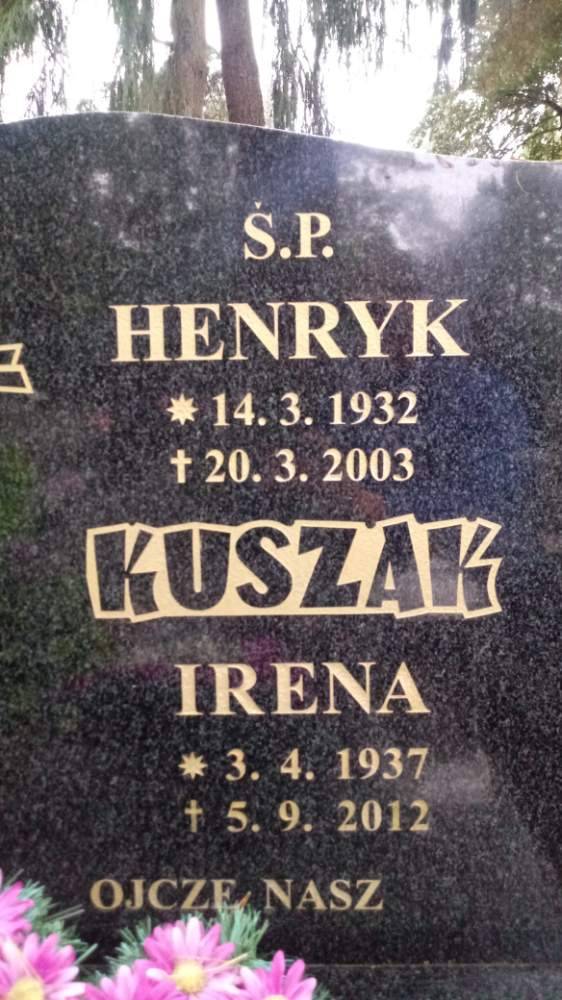 Š.P.
HENRYK
* 14. 3. 1932
✝ 20. 3. 2003
KUSZAK
IRENA
* 3. 4. 1937
✝ 5. 9. 2012
OJCZE NASZ